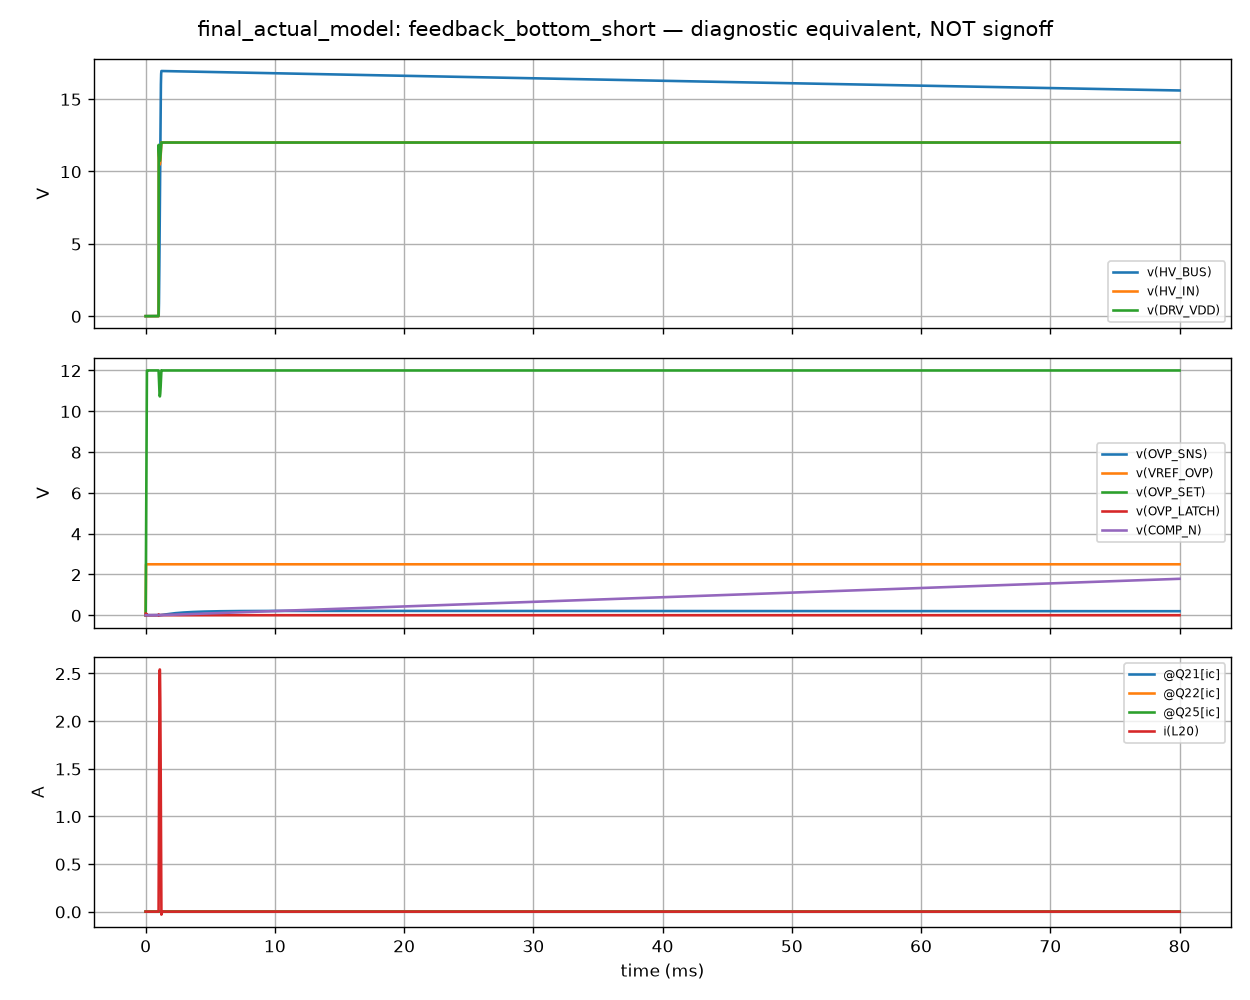 final_actual_model: feedback_bottom_short — diagnostic equivalent, NOT signoff
15
10
5
0
V
v(HV_BUS)
v(HV_IN)
v(DRV_VDD)
12
10
8
6
4
2
0
V
v(OVP_SNS)
v(VREF_OVP)
v(OVP_SET)
v(OVP_LATCH)
v(COMP_N)
2.5
2.0
1.5
1.0
0.5
0.0
A
@Q21[ic]
@Q22[ic]
@Q25[ic]
i(L20)
0 10 20 30 40 50 60 70 80
time (ms)